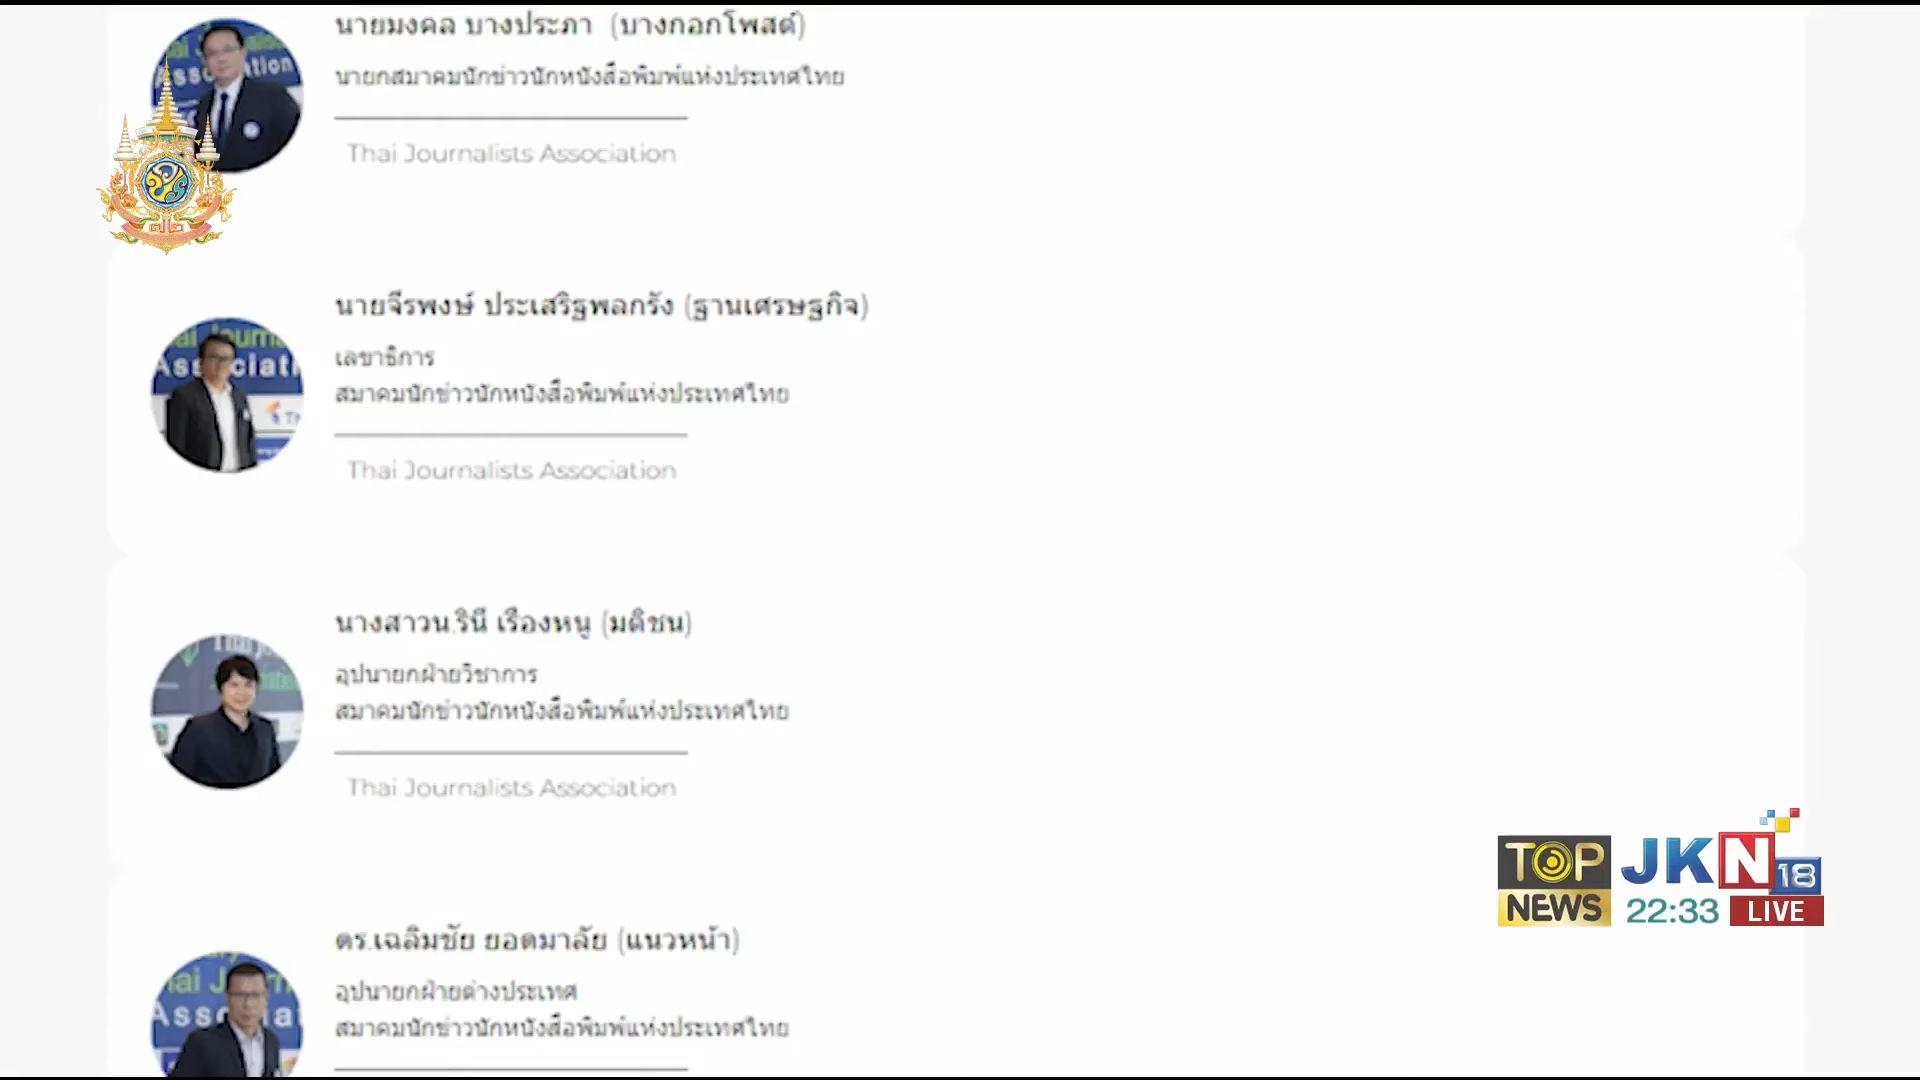 นายมงคล บางประภา (บางกอกโพสต์)
นายกสมาคมนักข่าวนักหนังสือพิมพ์แห่งประเทศไทย
Thai Journalists Association
นายจีรพงษ์ ประเสริฐพลกรัง (ฐานเศรษฐกิจ)
เลขาธิการ
สมาคมนักข่าวนักหนังสือพิมพ์แห่งประเทศไทย
Thai Journalists Association
นางสาวน.รินี เรืองหนู (มติชน)
อุปนายกฝ่ายวิชาการ
สมาคมนักข่าวนักหนังสือพิมพ์แห่งประเทศไทย
Thai Journalists Association
ดร.เฉลิมชัย ยอดมาลัย (แนวหน้า)
อุปนายกฝ่ายต่างประเทศ
สมาคมนักข่าวนักหนังสือพิมพ์แห่งประเทศไทย
TOP NEWS
JKN 18
22:33 LIVE